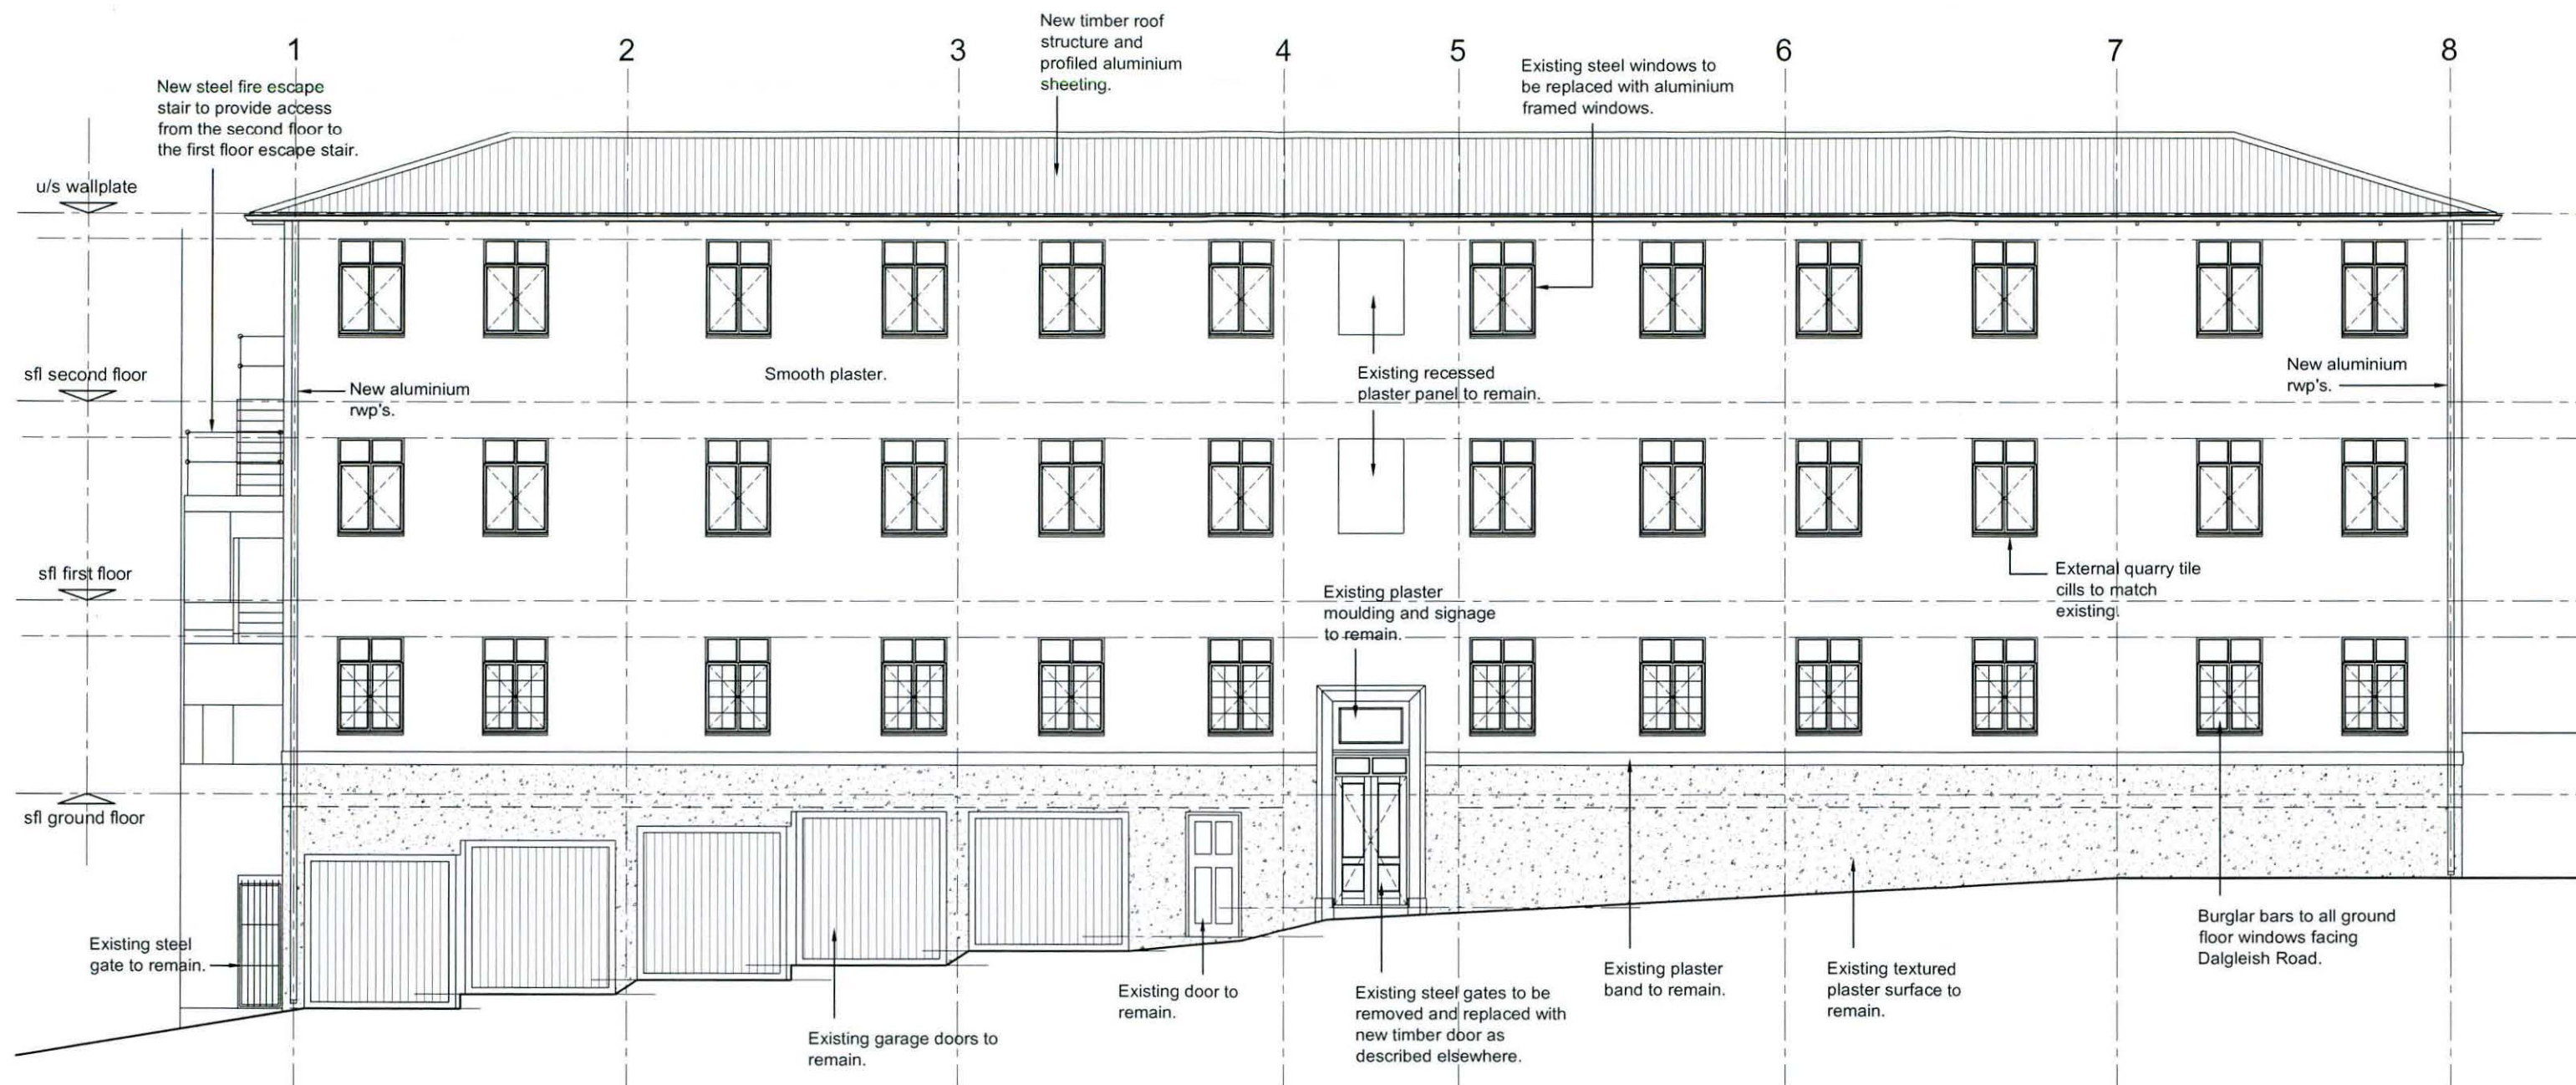 New timber roof
structure and
profiled aluminium
sheeting.
1
2
3
4
5
6
7
8
Existing steel windows to
be replaced with aluminium
framed windows.
New steel fire escape
stair to provide access
from the second floor to
the first floor escape stair.
u/s wallplate
sfl second floor
New aluminium
rwp's.
Smooth plaster.
Existing recessed
plaster panel to remain.
New aluminium
rwp's.
sfl first floor
Existing plaster
moulding and signage
to remain.
External quarry tile
cills to match
existing.
sfl ground floor
Existing steel
gate to remain.
Existing garage doors to
remain.
Existing door to
remain.
Existing steel gates to be
removed and replaced with
new timber door as
described elsewhere.
Existing plaster
band to remain.
Existing textured
plaster surface to
remain.
Burglar bars to all ground
floor windows facing
Dalgleish Road.